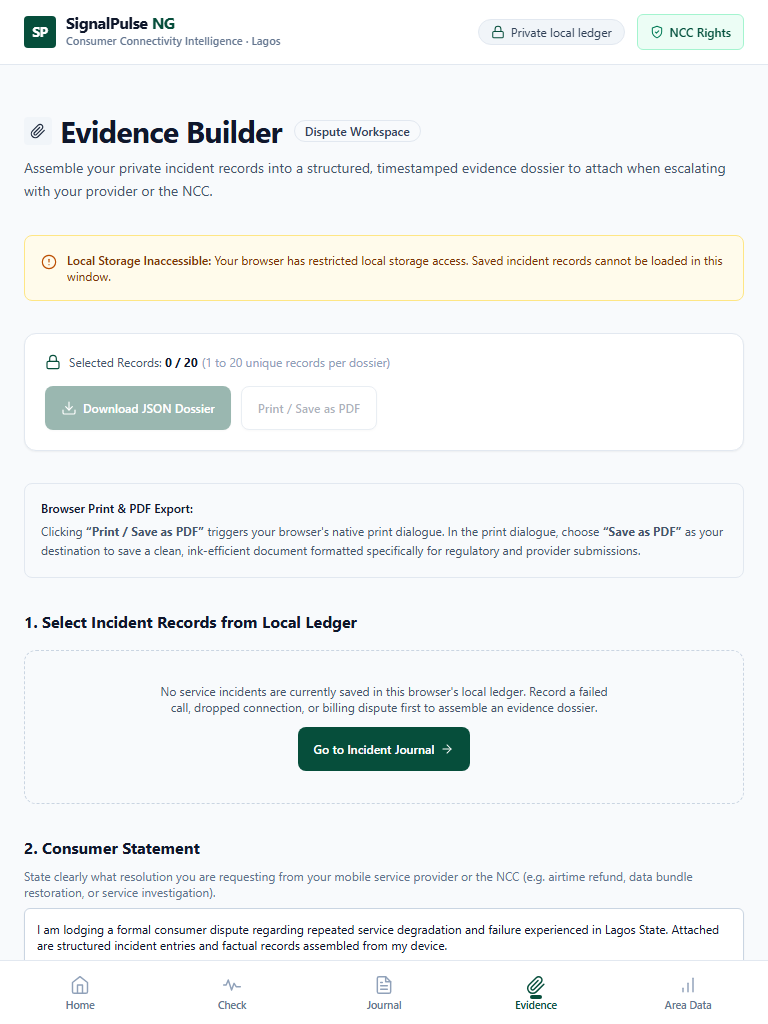 SP
SignalPulse NG
Consumer Connectivity Intelligence · Lagos
Private local ledger
NCC Rights
Evidence Builder
Dispute Workspace
Assemble your private incident records into a structured, timestamped evidence dossier to attach when escalating
with your provider or the NCC.
Local Storage Inaccessible: Your browser has restricted local storage access. Saved incident records cannot be loaded in this
window.
Selected Records: 0 / 20 (1 to 20 unique records per dossier)
Download JSON Dossier
Print / Save as PDF
Browser Print & PDF Export:
Clicking “Print / Save as PDF” triggers your browser's native print dialogue. In the print dialogue, choose “Save as PDF” as your
destination to save a clean, ink-efficient document formatted specifically for regulatory and provider submissions.
1. Select Incident Records from Local Ledger
No service incidents are currently saved in this browser's local ledger. Record a failed
call, dropped connection, or billing dispute first to assemble an evidence dossier.
Go to Incident Journal →
2. Consumer Statement
State clearly what resolution you are requesting from your mobile service provider or the NCC (e.g. airtime refund, data bundle
restoration, or service investigation).
I am lodging a formal consumer dispute regarding repeated service degradation and failure experienced in Lagos State. Attached
are structured incident entries and factual records assembled from my device.
Home
Check
Journal
Evidence
Area Data